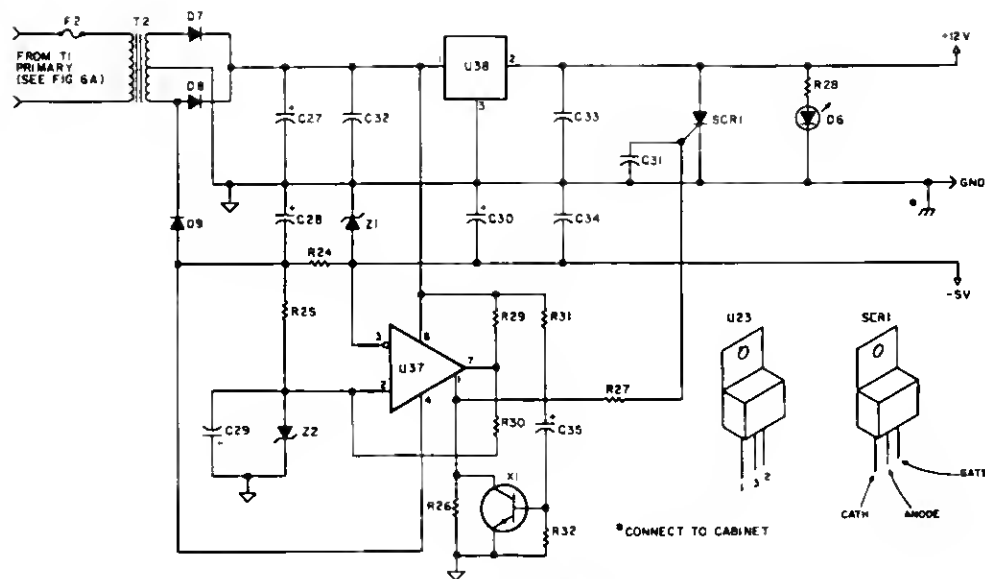 F2
T2
D7
+12V
FROM T1
PRIMARY
(SEE FIG 6A)
1
U38
2
R28
D8
3
C27
+
C32
C33
SCR1
D6
C31
GND
*
D9
C28
+
Z1
C30
+
C34
R24
-5V
R25
R29
R31
U23
SCR1
3
8
U37
7
2
1
4
R27
C29
+
Z2
R30
C35
+
X1
1
3
2
GATE
R26
R32
CATH
ANODE
*CONNECT TO CABINET